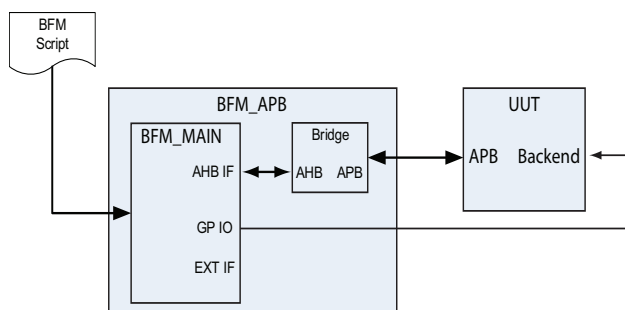 BFM
Script
BFM_APB
UUT
BFM_MAIN
Bridge
AHB IF
AHB APB
APB Backend
GP IO
EXT IF